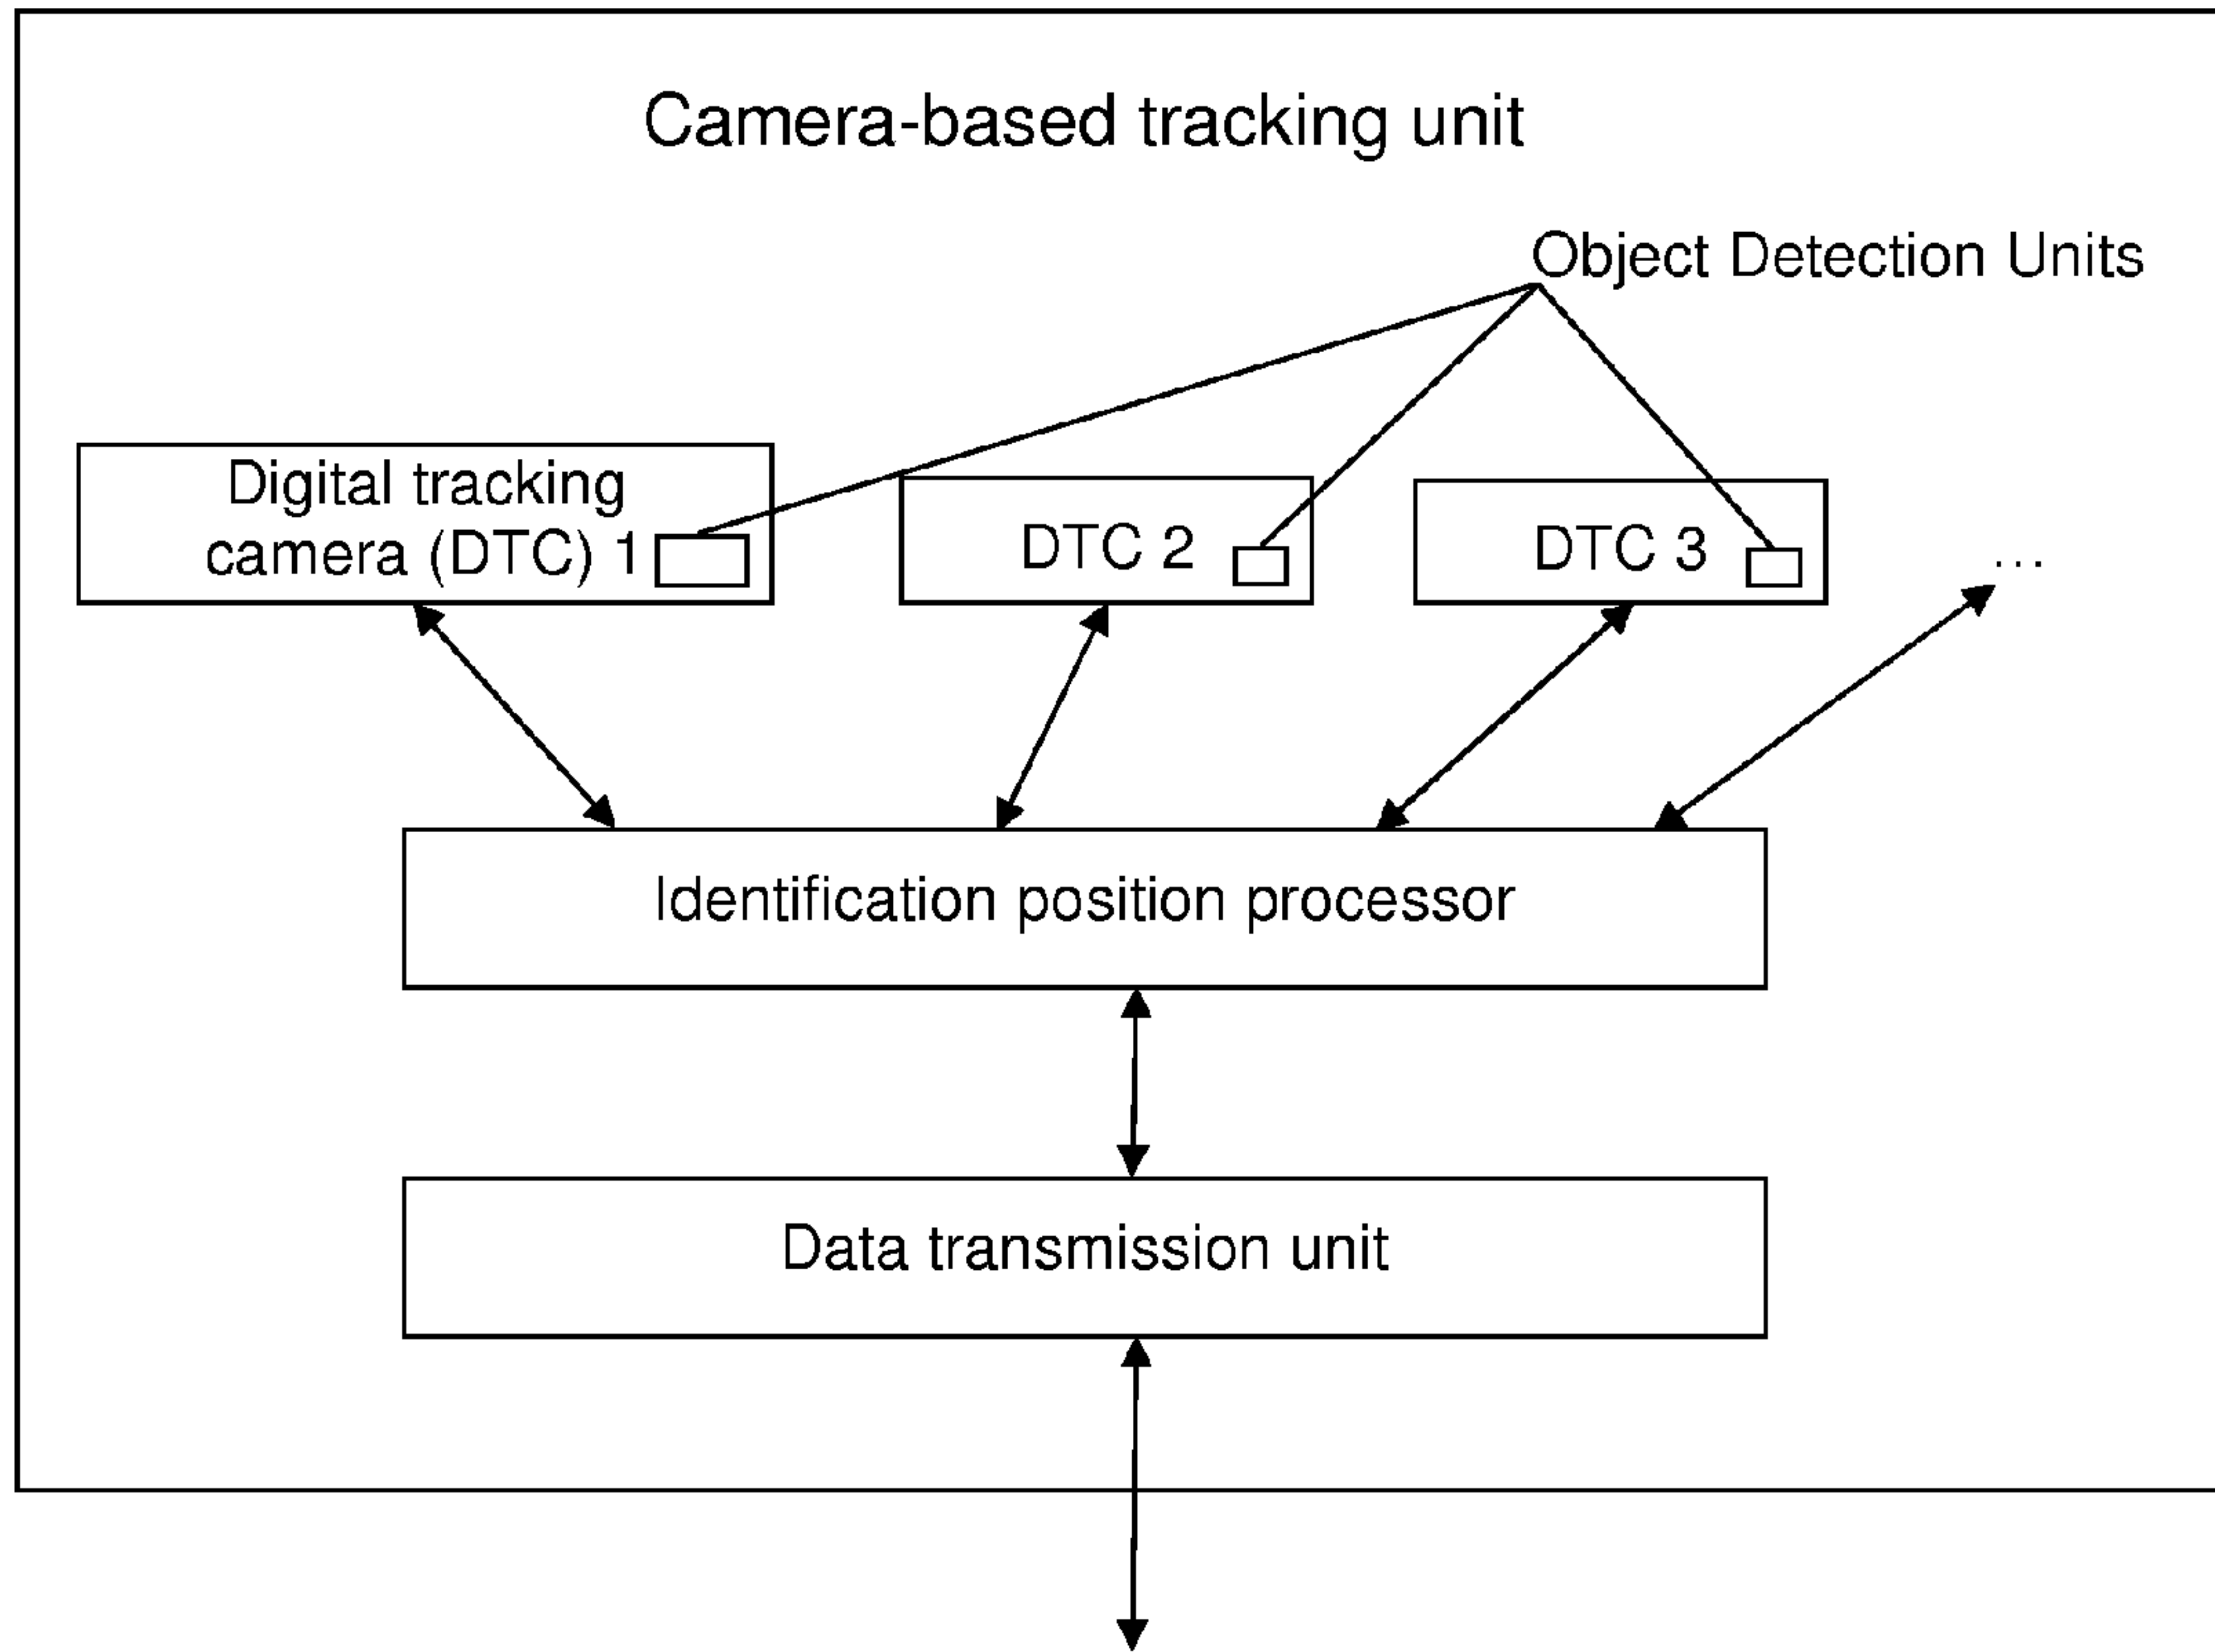 Camera-based tracking unit
Object Detection Units
Digital tracking
camera (DTC) 1
DTC 2
DTC 3
...
Identification position processor
Data transmission unit